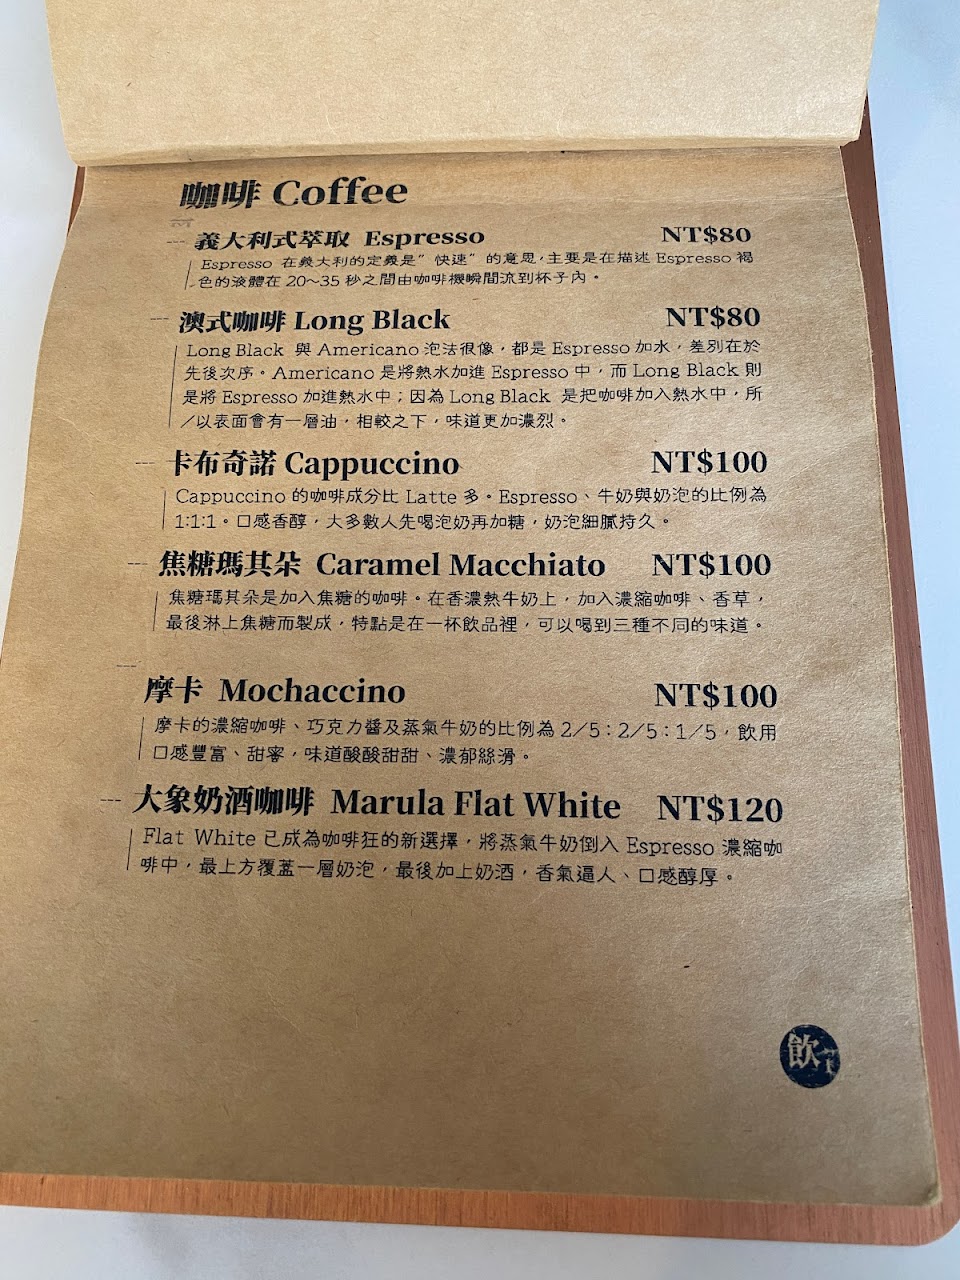 咖啡 Coffee
義大利式萃取 Espresso NT$80
Espresso 在義大利的定義是”快速”的意思，主要是在描述 Espresso 褐
色的液體在 20～35 秒之間由咖啡機瞬間流到杯子內。
澳式咖啡 Long Black NT$80
Long Black 與 Americano 泡法很像，都是 Espresso 加水，差別在於
先後次序。Americano 是將熱水加進 Espresso 中，而 Long Black 則
是將 Espresso 加進熱水中；因為 Long Black 是把咖啡加入熱水中，所
以表面會有一層油，相較之下，味道更加濃烈。
卡布奇諾 Cappuccino NT$100
Cappuccino 的咖啡成分比 Latte 多。Espresso、牛奶與奶泡的比例為
1:1:1。口感香醇，大多數人先喝泡奶再加糖，奶泡細膩持久。
焦糖瑪其朵 Caramel Macchiato NT$100
焦糖瑪其朵是加入焦糖的咖啡。在香濃熱牛奶上，加入濃縮咖啡、香草，
最後淋上焦糖而製成，特點是在一杯飲品裡，可以喝到三種不同的味道。
摩卡 Mochaccino NT$100
摩卡的濃縮咖啡、巧克力醬及蒸氣牛奶的比例為 2/5：2/5：1/5，飲用
口感豐富、甜蜜，味道酸酸甜甜、濃郁絲滑。
大象奶酒咖啡 Marula Flat White NT$120
Flat White 已成為咖啡狂的新選擇，將蒸氣牛奶倒入 Espresso 濃縮咖
啡中，最上方覆蓋一層奶泡，最後加上奶酒，香氣逼人、口感醇厚。
飲